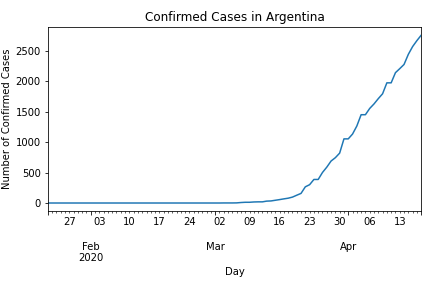 Confirmed Cases in Argentina
Number of Confirmed Cases
2500
2000
1500
1000
500
0
27 03 10 17 24 02 09 16 23 30 06 13
Feb Mar Apr
2020
Day